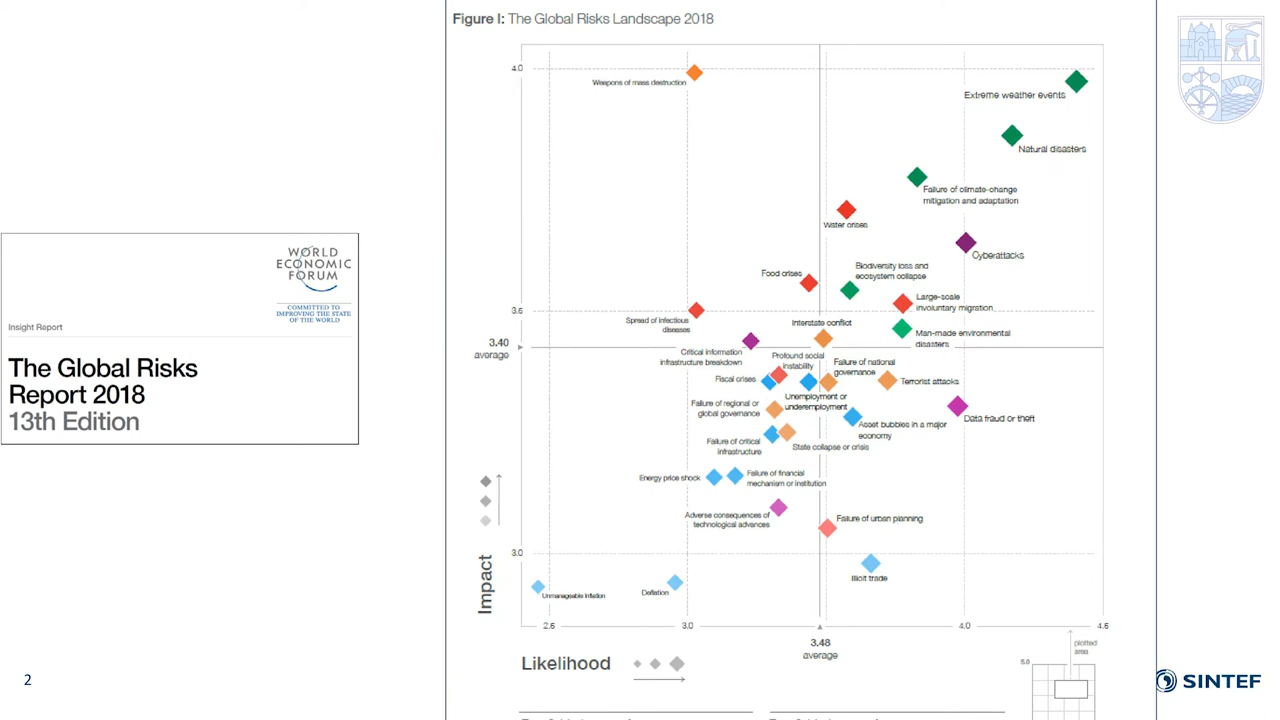 Figure I: The Global Risks Landscape 2018
4.0
Weapons of mass destruction
Extreme weather events
Natural disasters
Failure of climate-change
mitigation and adaptation
Water crises
Cyberattacks
Biodiversity loss and
ecosystem collapse
Food crises
Large-scale
involuntary migration
3.5
Spread of infectious
diseases
Interstate conflict
Man-made environmental
disasters
3.40
average
Critical information
infrastructure breakdown
Profound social
instability
Failure of national
governance
Fiscal crises
Terrorist attacks
Unemployment or
underemployment
Failure of regional or
global governance
Data fraud or theft
Asset bubbles in a major
economy
Failure of critical
infrastructure
State collapse or crisis
Energy price shock
Failure of financial
mechanism or institution
Adverse consequences of
technological advances
Failure of urban planning
3.0
Illicit trade
Unmanageable inflation
Deflation
Impact
2.5
3.0
4.0
4.5
3.48
average
Likelihood
plotted
area
5.0
WORLD
ECONOMIC
FORUM
COMMITTED TO
IMPROVING THE STATE
OF THE WORLD
Insight Report
The Global Risks
Report 2018
13th Edition
2
SINTEF